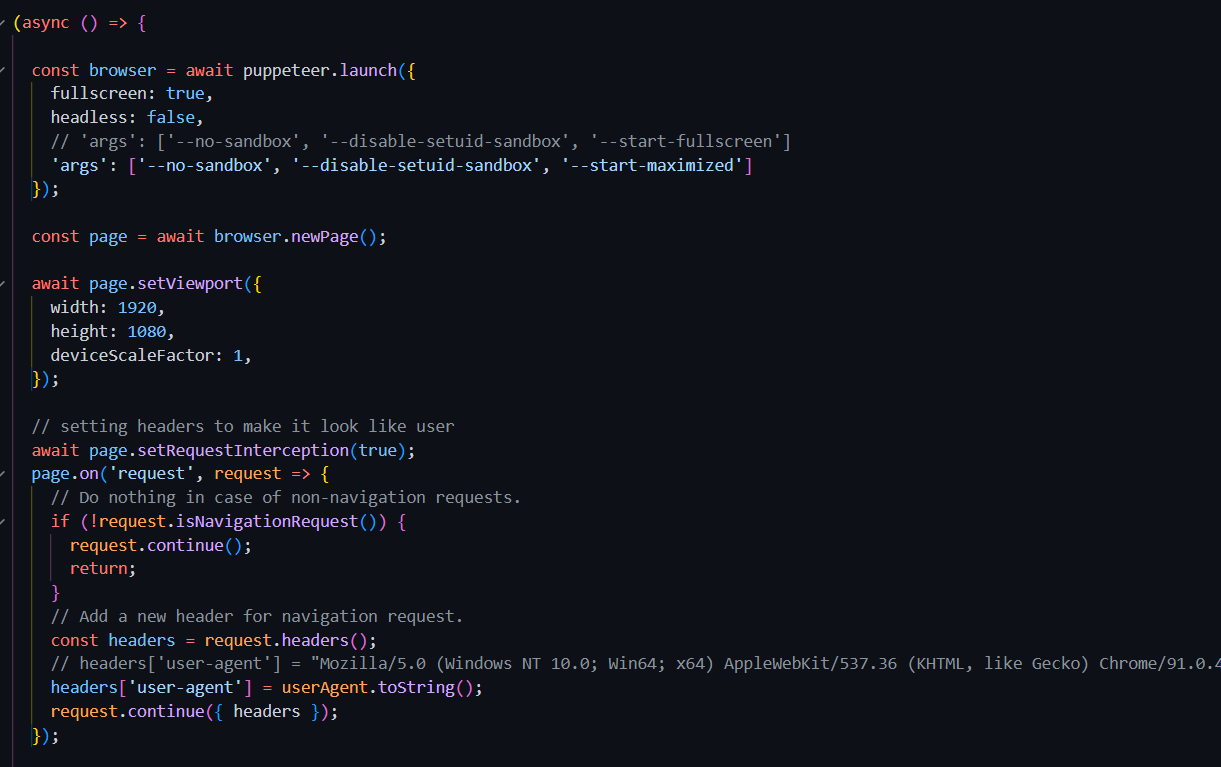 (async () => {
const browser = await puppeteer.launch({
fullscreen: true,
headless: false,
// 'args': ['--no-sandbox', '--disable-setuid-sandbox', '--start-fullscreen']
'args': ['--no-sandbox', '--disable-setuid-sandbox', '--start-maximized']
});
const page = await browser.newPage();
await page.setViewport({
width: 1920,
height: 1080,
deviceScaleFactor: 1,
});
// setting headers to make it look like user
await page.setRequestInterception(true);
page.on('request', request => {
// Do nothing in case of non-navigation requests.
if (!request.isNavigationRequest()) {
request.continue();
return;
}
// Add a new header for navigation request.
const headers = request.headers();
// headers['user-agent'] = "Mozilla/5.0 (Windows NT 10.0; Win64; x64) AppleWebKit/537.36 (KHTML, like Gecko) Chrome/91.0.4
headers['user-agent'] = userAgent.toString();
request.continue({ headers });
});